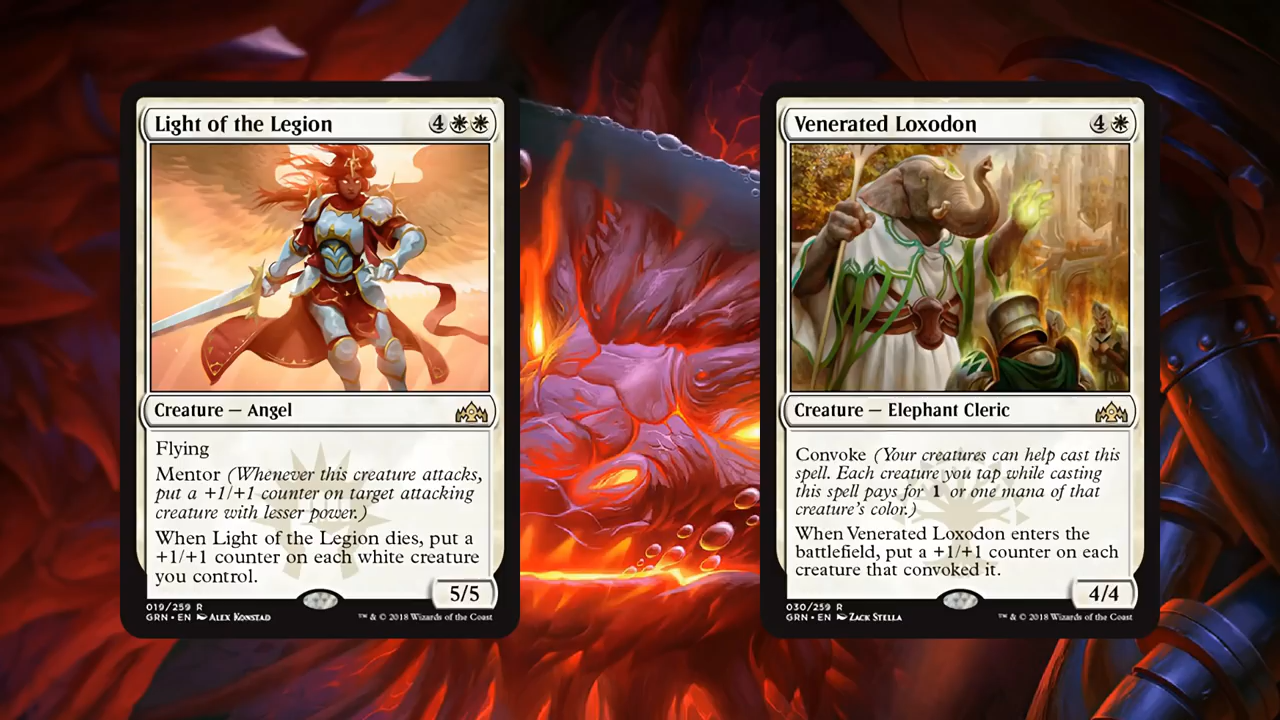 Light of the Legion 4
Creature — Angel
Flying
Mentor (Whenever this creature attacks,
put a +1/+1 counter on target attacking
creature with lesser power.)
When Light of the Legion dies, put a
+1/+1 counter on each white creature
you control.
5/5
019/259 R
GRN • EN ALEX KONSTAD
™ & © 2018 Wizards of the Coast
Venerated Loxodon 4
Creature — Elephant Cleric
Convoke (Your creatures can help cast this
spell. Each creature you tap while casting
this spell pays for 1 or one mana of that
creature's color.)
When Venerated Loxodon enters the
battlefield, put a +1/+1 counter on each
creature that convoked it.
4/4
030/259 R
GRN • EN ZACK STELLA
™ & © 2018 Wizards of the Coast